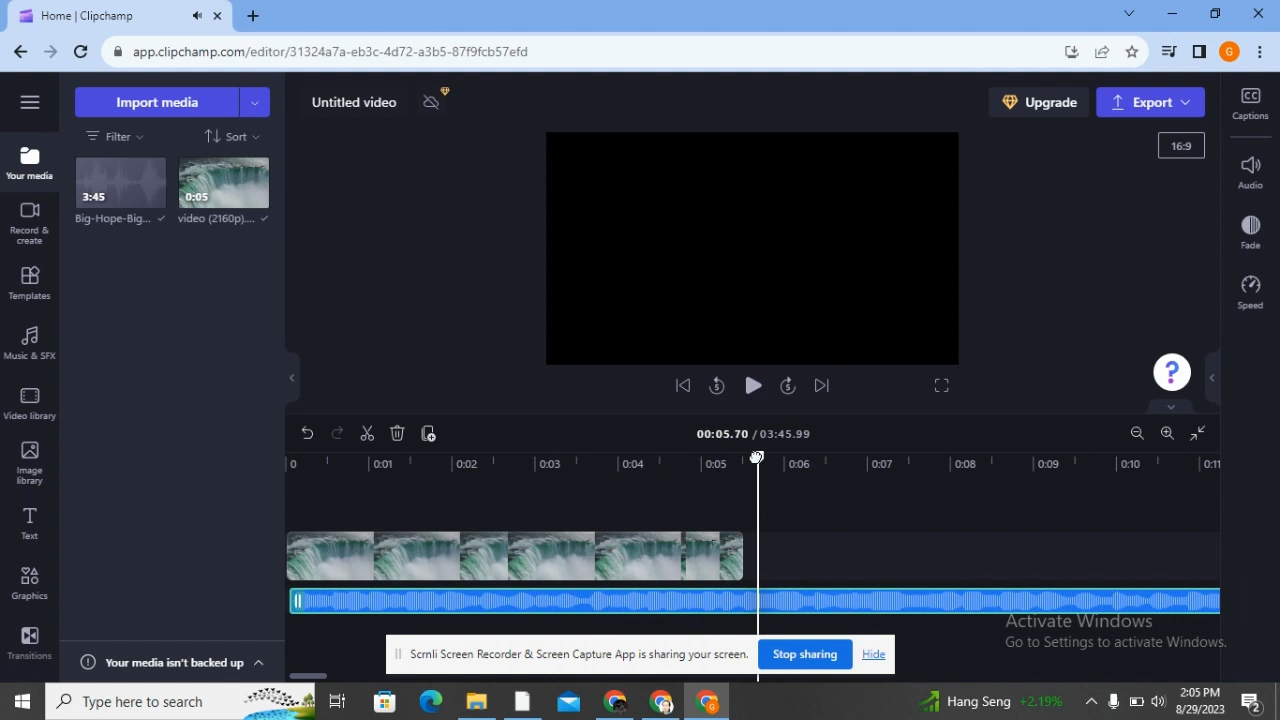 Home | Clipchamp
app.clipchamp.com/editor/31324a7a-eb3c-4d72-a3b5-87f9fcb57efd
G
Import media
Untitled video
Upgrade
Export
CC
Captions
Filter
Sort
16:9
Your media
3:45
0:05
Big-Hope-Big...
video (2160p)....
Audio
Record &
create
Fade
Templates
Speed
Music & SFX
5
5
?
Video library
00:05.70 / 03:45.99
Image
library
0
0:01
0:02
0:03
0:04
0:05
0:06
0:07
0:08
0:09
0:10
0:11
T
Text
Graphics
Activate Windows
Go to Settings to activate Windows.
Transitions
Your media isn't backed up
Scrnli Screen Recorder & Screen Capture App is sharing your screen.
Stop sharing
Hide
Type here to search
G
Hang Seng +2.19%
2:05 PM
8/29/2023
2